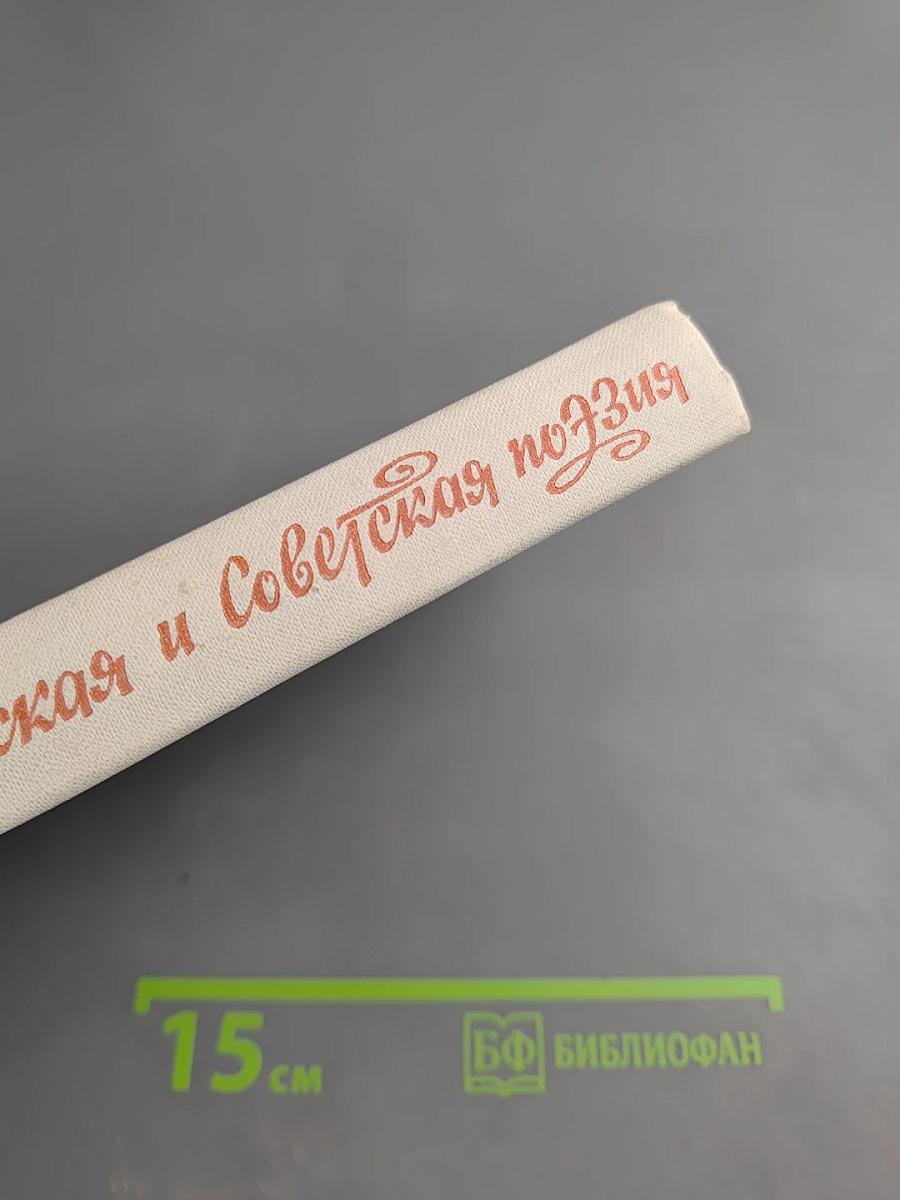 ская и Советская поэзия
15 см
БФ БИБЛИОФАН